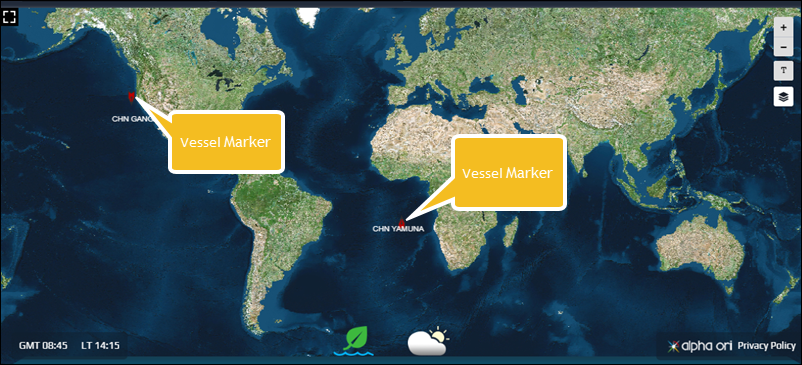 +
−
T
CHN GANG
Vessel Marker
Vessel Marker
CHN YAMUNA
GMT 08:45 LT 14:15
alpha ori Privacy Policy